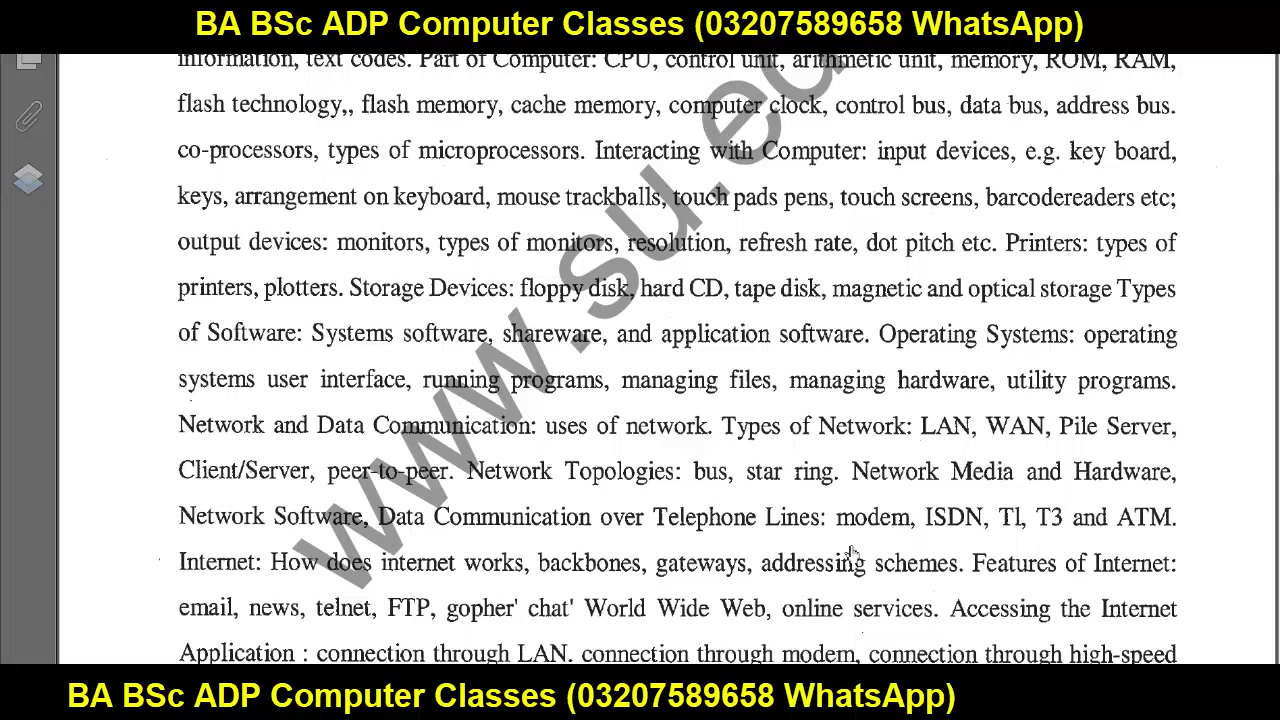 BA BSc ADP Computer Classes (03207589658 WhatsApp)
information, text codes. Part of Computer: CPU, control unit, arithmetic unit, memory, ROM, RAM,
flash technology,, flash memory, cache memory, computer clock, control bus, data bus, address bus.
co-processors, types of microprocessors. Interacting with Computer: input devices, e.g. key board,
keys, arrangement on keyboard, mouse trackballs, touch pads pens, touch screens, barcodereaders etc;
output devices: monitors, types of monitors, resolution, refresh rate, dot pitch etc. Printers: types of
printers, plotters. Storage Devices: floppy disk, hard CD, tape disk, magnetic and optical storage Types
of Software: Systems software, shareware, and application software. Operating Systems: operating
systems user interface, running programs, managing files, managing hardware, utility programs.
Network and Data Communication: uses of network. Types of Network: LAN, WAN, Pile Server,
Client/Server, peer-to-peer. Network Topologies: bus, star ring. Network Media and Hardware,
Network Software, Data Communication over Telephone Lines: modem, ISDN, Tl, T3 and ATM.
Internet: How does internet works, backbones, gateways, addressing schemes. Features of Internet:
email, news, telnet, FTP, gopher' chat' World Wide Web, online services. Accessing the Internet
Application : connection through LAN. connection through modem, connection through high-speed
www.su.ed
BA BSc ADP Computer Classes (03207589658 WhatsApp)